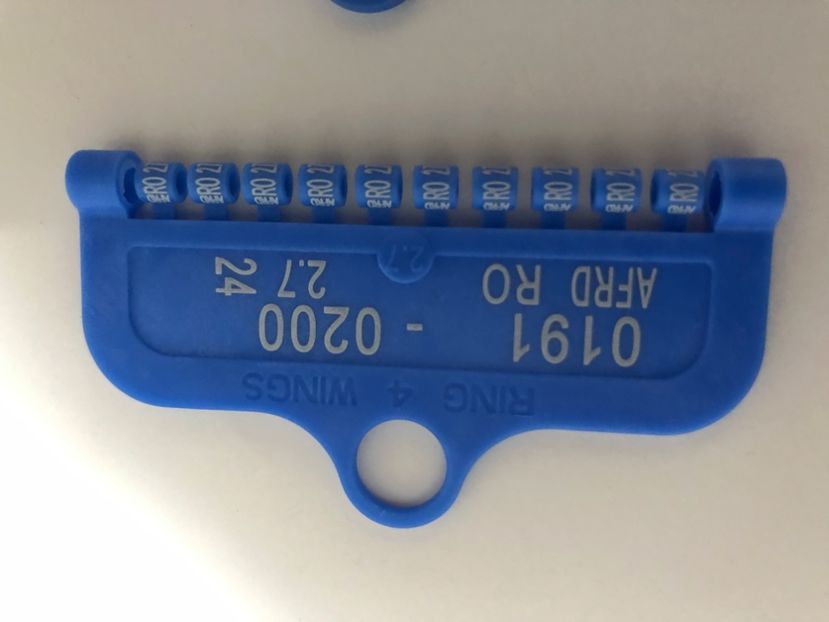 RING 4 WINGS
0191 - 0200
AFRD RO 2.7 24
2.7